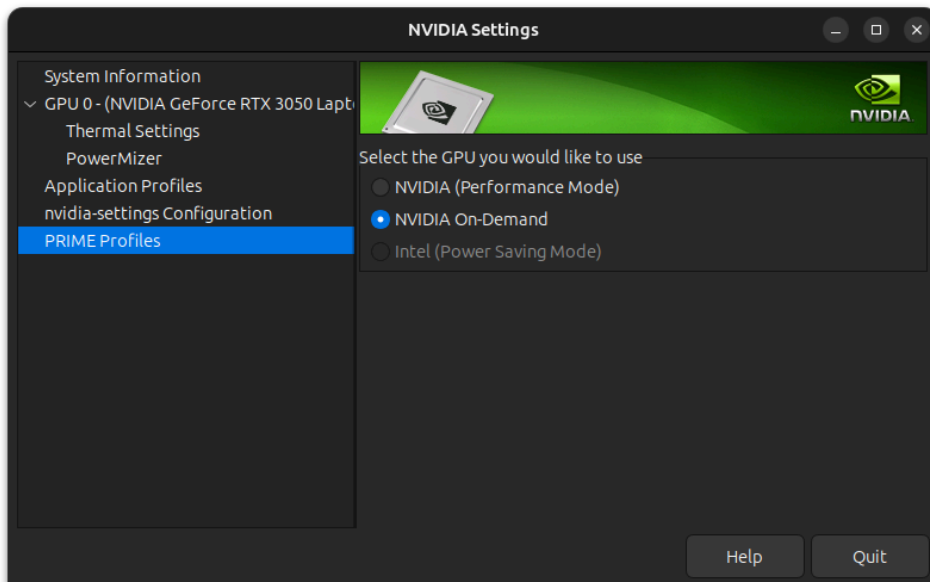 NVIDIA Settings
System Information
GPU 0 - (NVIDIA GeForce RTX 3050 Lapt
Thermal Settings
PowerMizer
Application Profiles
nvidia-settings Configuration
PRIME Profiles
NVIDIA
Select the GPU you would like to use
NVIDIA (Performance Mode)
NVIDIA On-Demand
Intel (Power Saving Mode)
Help
Quit